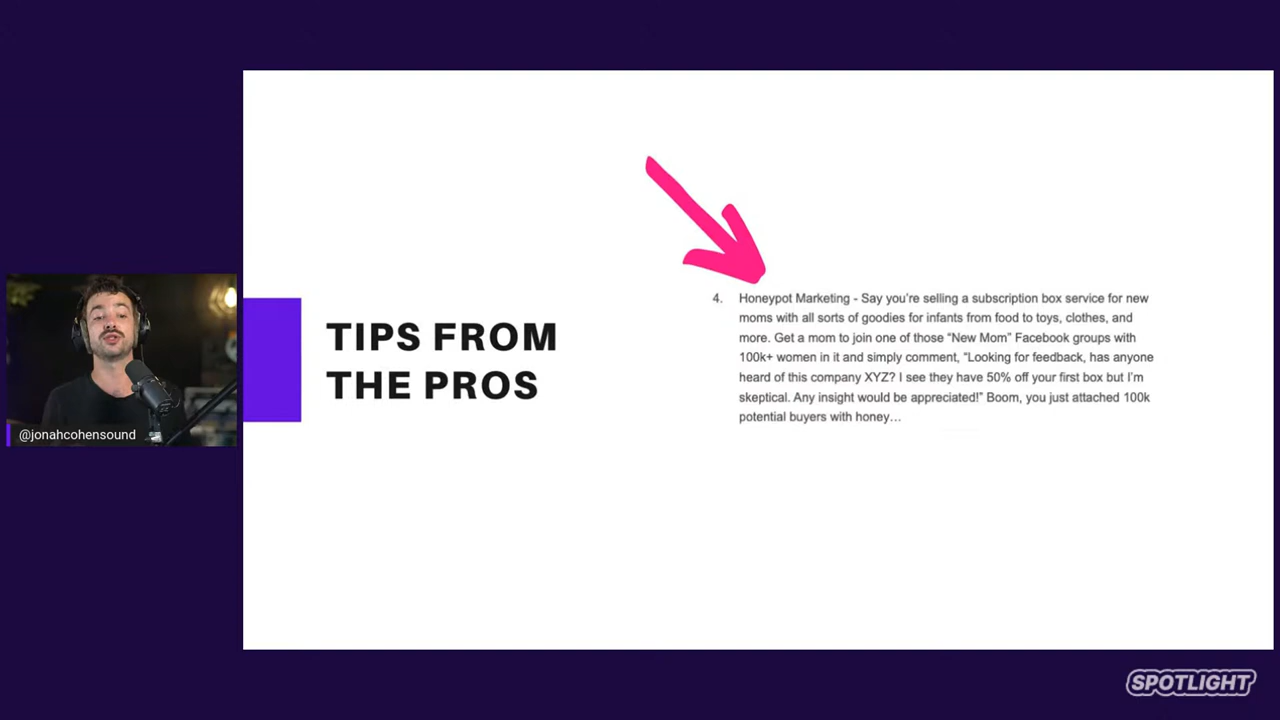 TIPS FROM
THE PROS
4. Honeypot Marketing - Say you're selling a subscription box service for new
moms with all sorts of goodies for infants from food to toys, clothes, and
more. Get a mom to join one of those “New Mom” Facebook groups with
100k+ women in it and simply comment, “Looking for feedback, has anyone
heard of this company XYZ? I see they have 50% off your first box but I'm
skeptical. Any insight would be appreciated!” Boom, you just attached 100k
potential buyers with honey…
@jonahcohensound
SPOTLIGHT